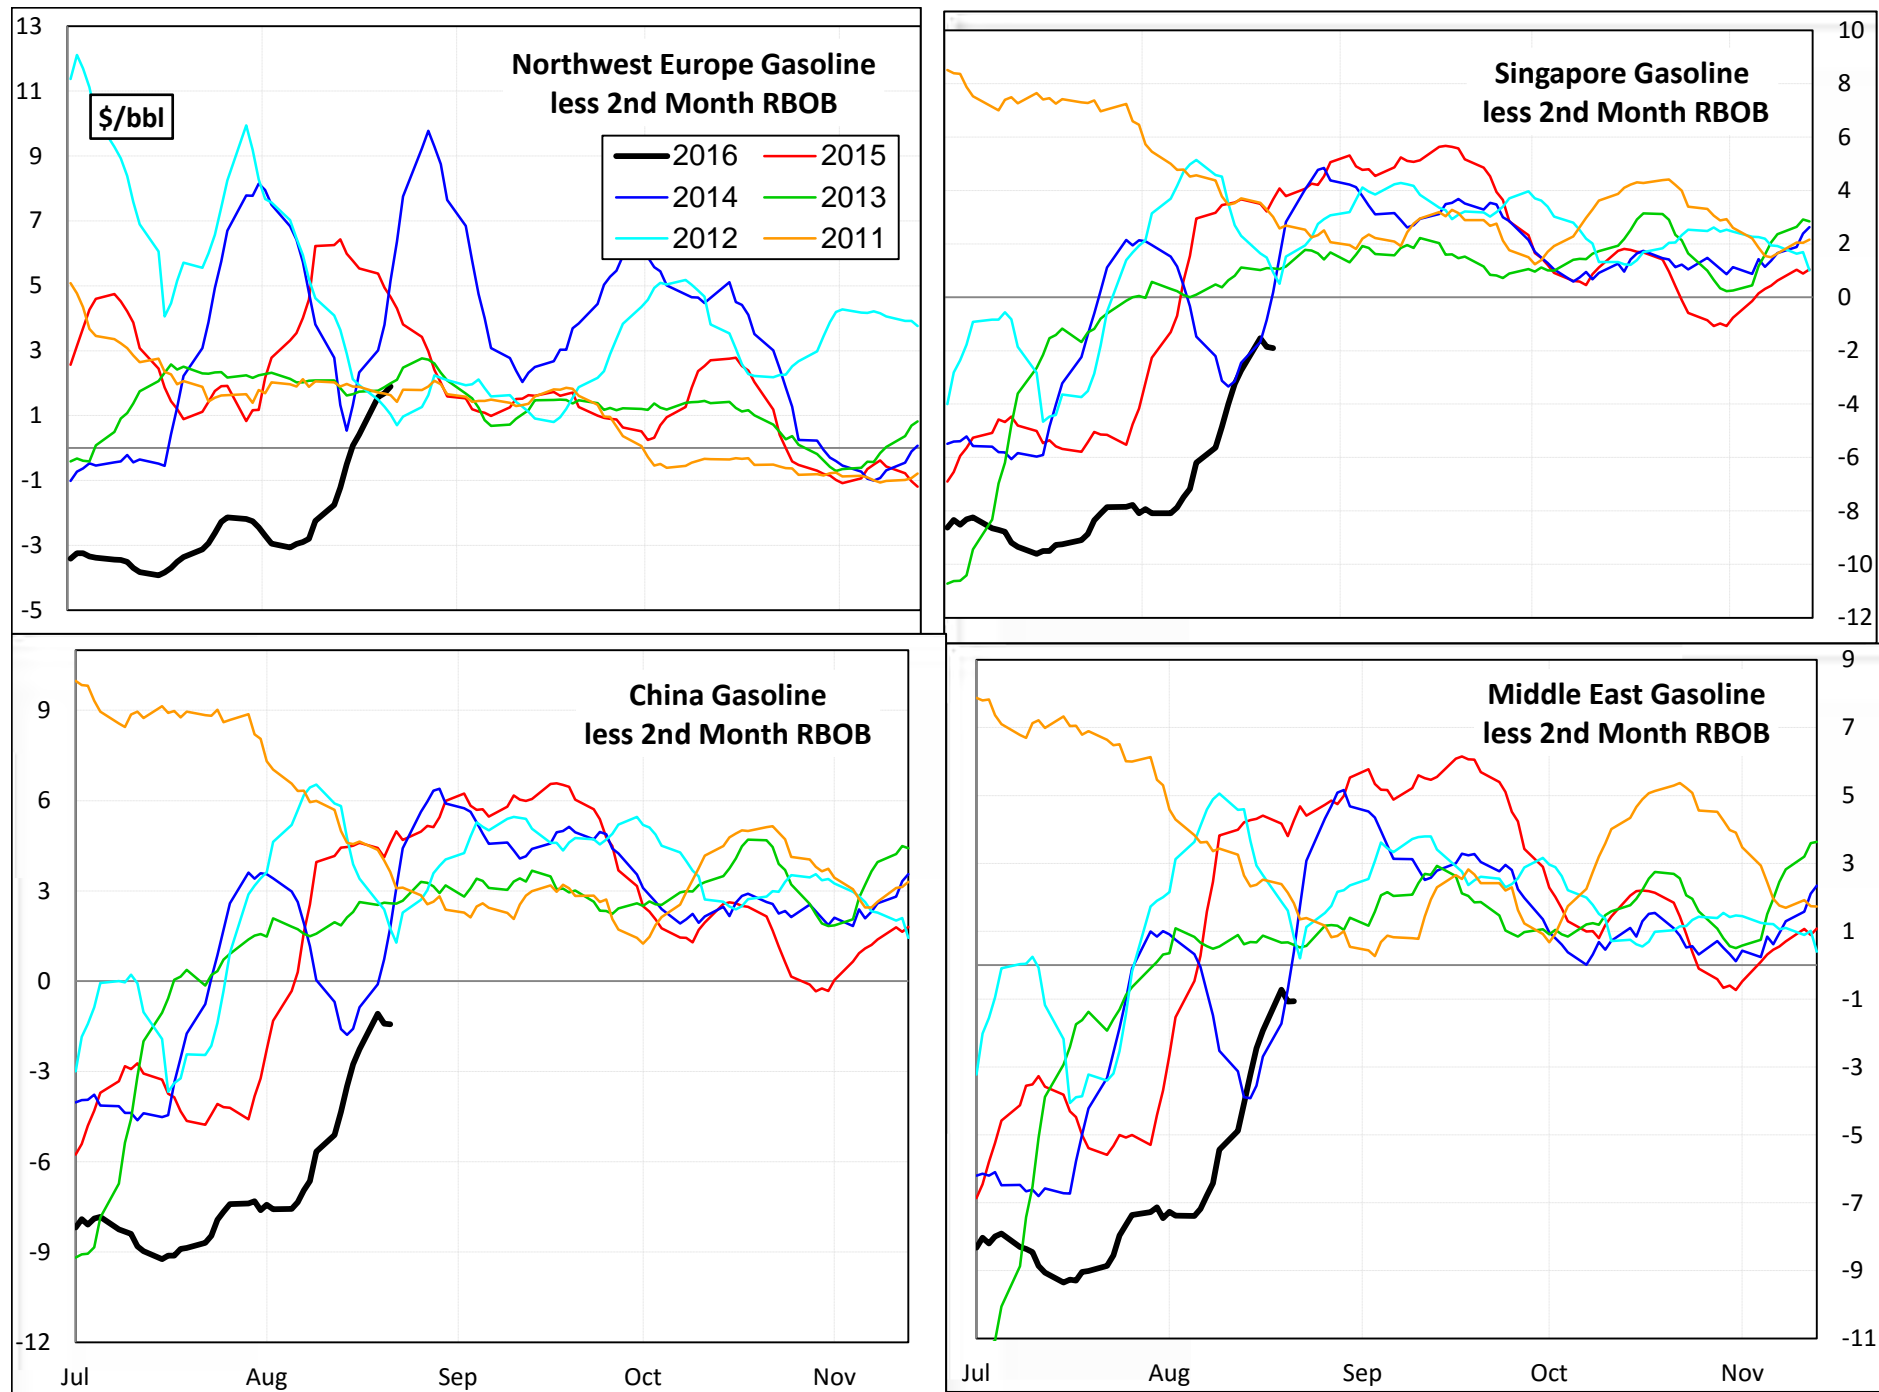 Northwest Europe Gasoline
less 2nd Month RBOB
$/bbl
2016
2015
2014
2013
2012
2011
13
11
9
7
5
3
1
-1
-3
-5
Singapore Gasoline
less 2nd Month RBOB
10
8
6
4
2
0
-2
-4
-6
-8
-10
-12
China Gasoline
less 2nd Month RBOB
9
6
3
0
-3
-6
-9
-12
Jul
Aug
Sep
Oct
Nov
Middle East Gasoline
less 2nd Month RBOB
9
7
5
3
1
-1
-3
-5
-7
-9
-11
Jul
Aug
Sep
Oct
Nov